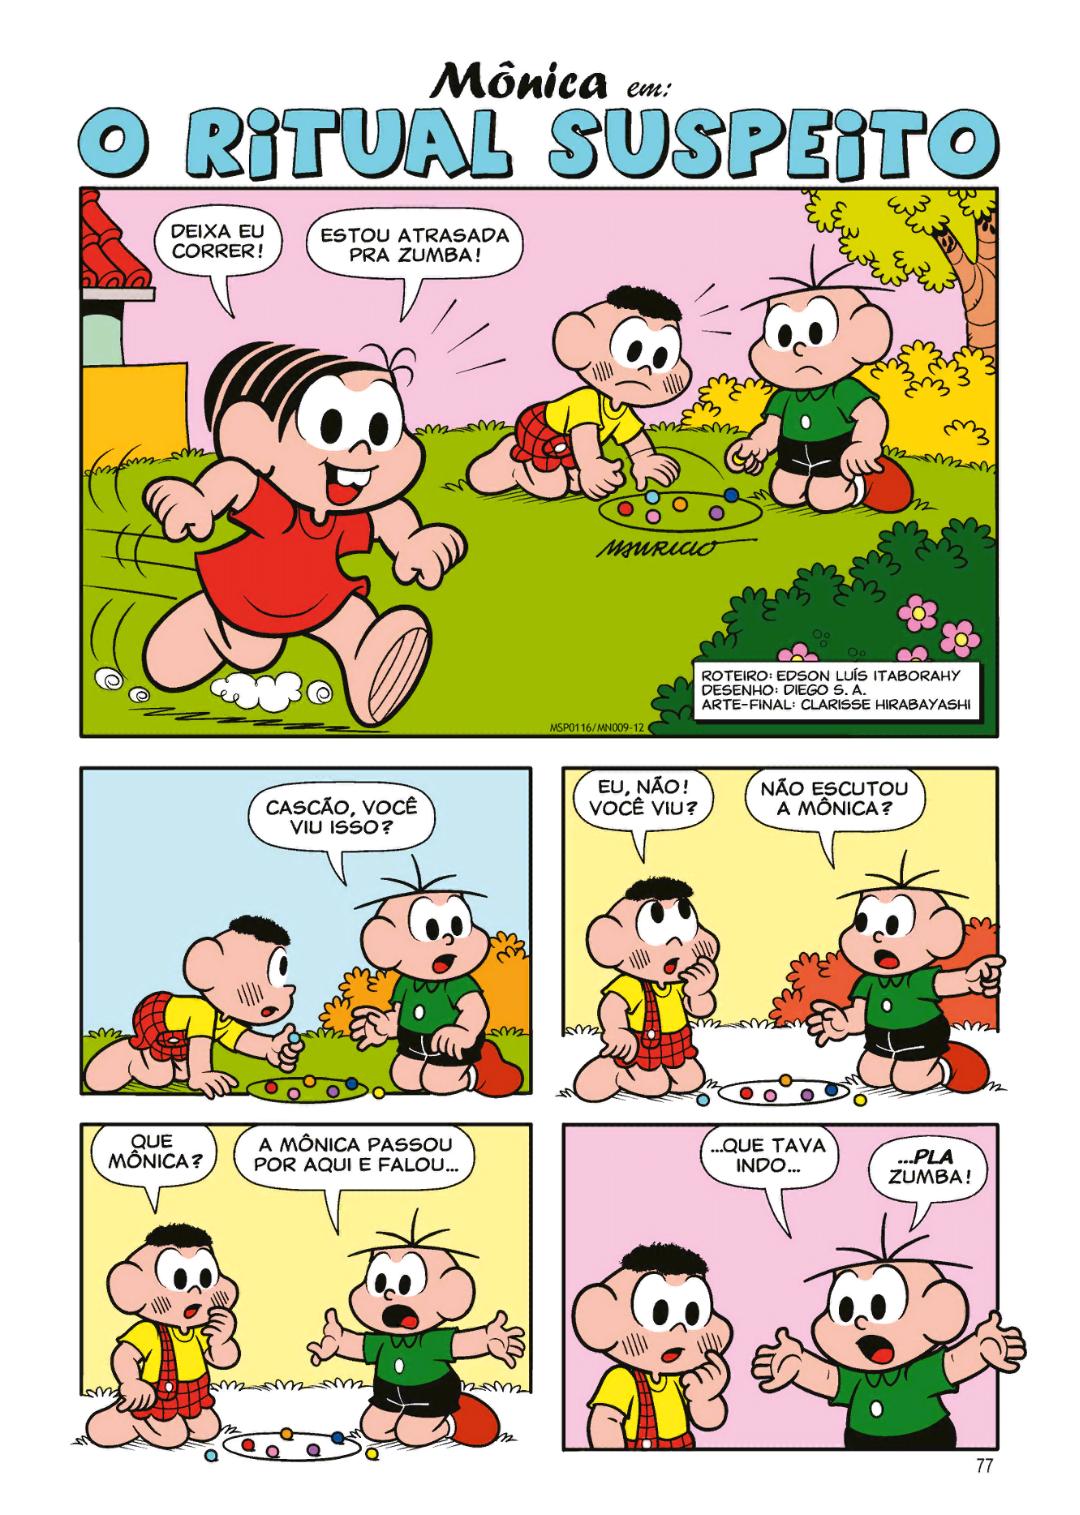 Mônica em:
O RITUAL SUSPEITO
DEIXA EU
CORRER!
ESTOU ATRASADA
PRA ZUMBA!
MAURICIO
ROTEIRO: EDSON LUÍS ITABORAHY
DESENHO: DIEGO S. A.
ARTE-FINAL: CLARISSE HIRABAYASHI
MSP0116/MN009-12
CASCÃO, VOCÊ
VIU ISSO?
EU, NÃO!
VOCÊ VIU?
NÃO ESCUTOU
A MÔNICA?
QUE
MÔNICA?
A MÔNICA PASSOU
POR AQUI E FALOU...
...QUE TAVA
INDO...
...PLA
ZUMBA!
77